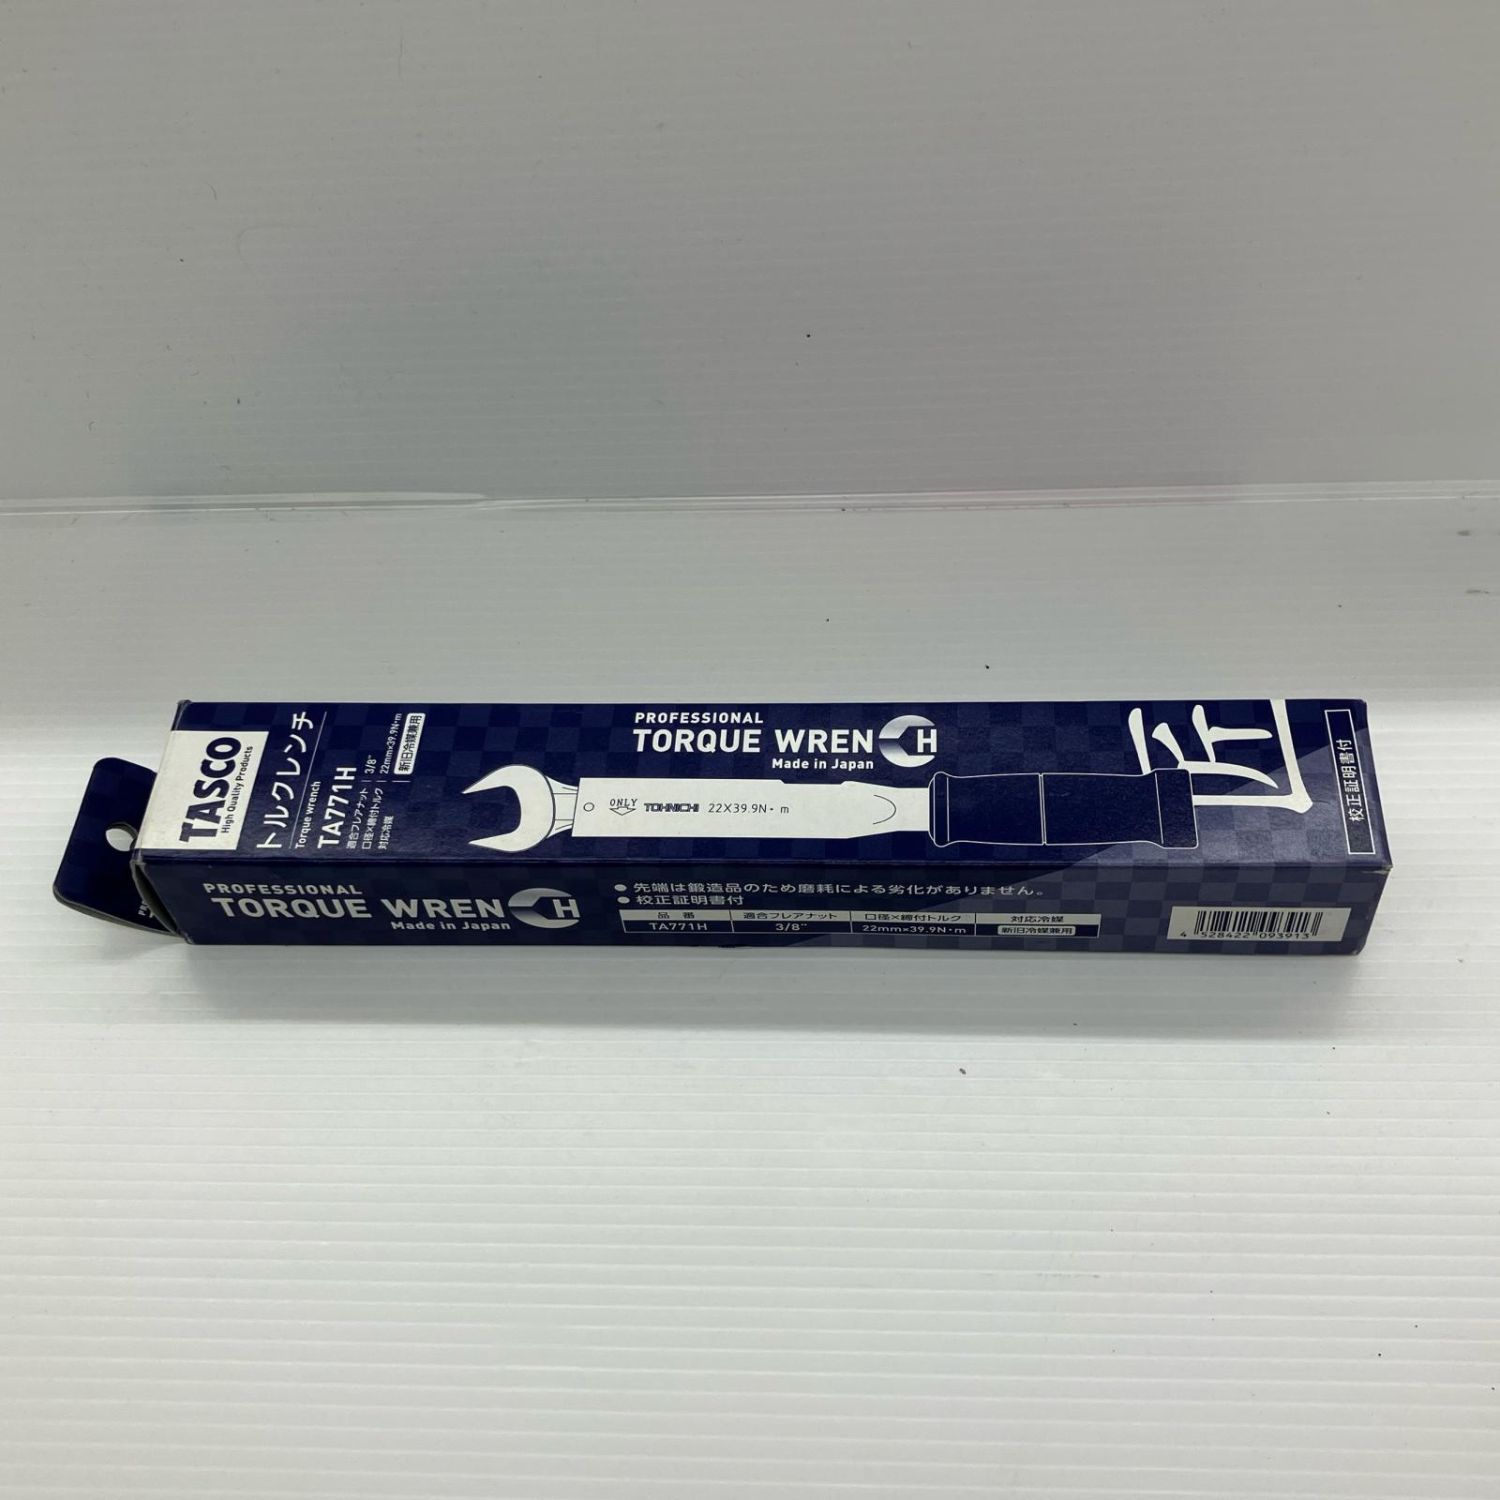 TASCO
High Quality Products
トルクレンチ
Torque wrench
TA771H
適合フレアナット 3/8"
口径×締付トルク 22mm×39.9N・m
対応冷媒 新旧冷媒兼用
PROFESSIONAL
TORQUE WRENCH
Made in Japan
ONLY TOHNICHI 22X39.9N・m
匠
校正証明書付
PROFESSIONAL
TORQUE WRENCH
Made in Japan
● 先端は鍛造品のため磨耗による劣化がありません。
● 校正証明書付
品 番 適合フレアナット 口径×締付トルク 対応冷媒
TA771H 3/8" 22mm×39.9N・m 新旧冷媒兼用
4 528422 093913